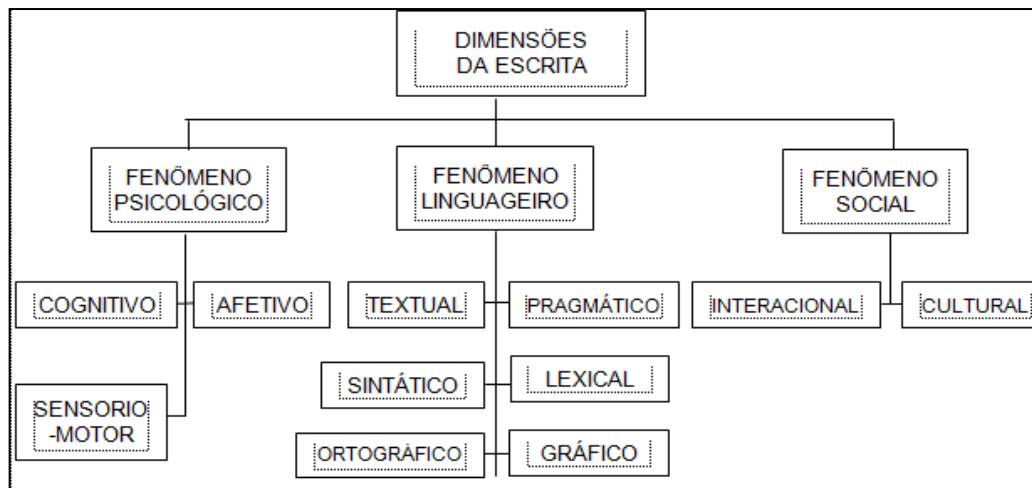 DIMENSÕES
DA ESCRITA
FENÔMENO
PSICOLÓGICO
FENÔMENO
LINGUAGEIRO
FENÔMENO
SOCIAL
COGNITIVO
AFETIVO
TEXTUAL
PRAGMÁTICO
INTERACIONAL
CULTURAL
SINTÁTICO
LEXICAL
SENSORIO
-MOTOR
ORTOGRÁFICO
GRÁFICO